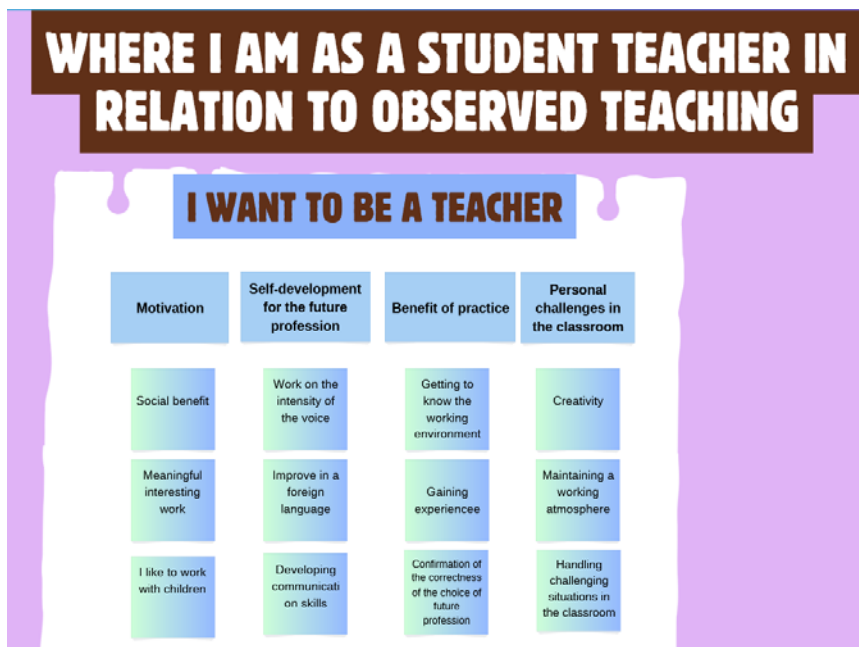 WHERE I AM AS A STUDENT TEACHER IN
RELATION TO OBSERVED TEACHING
I WANT TO BE A TEACHER
Motivation
Self-development
for the future
profession
Benefit of practice
Personal
challenges in
the classroom
Social benefit
Work on the
intensity of
the voice
Getting to
know the
working
environment
Creativity
Meaningful
interesting
work
Improve in a
foreign
language
Gaining
experiencee
Maintaining a
working
atmosphere
I like to work
with children
Developing
communicati
on skills
Confirmation of
the correctness
of the choice of
future
profession
Handling
challenging
situations in
the classroom